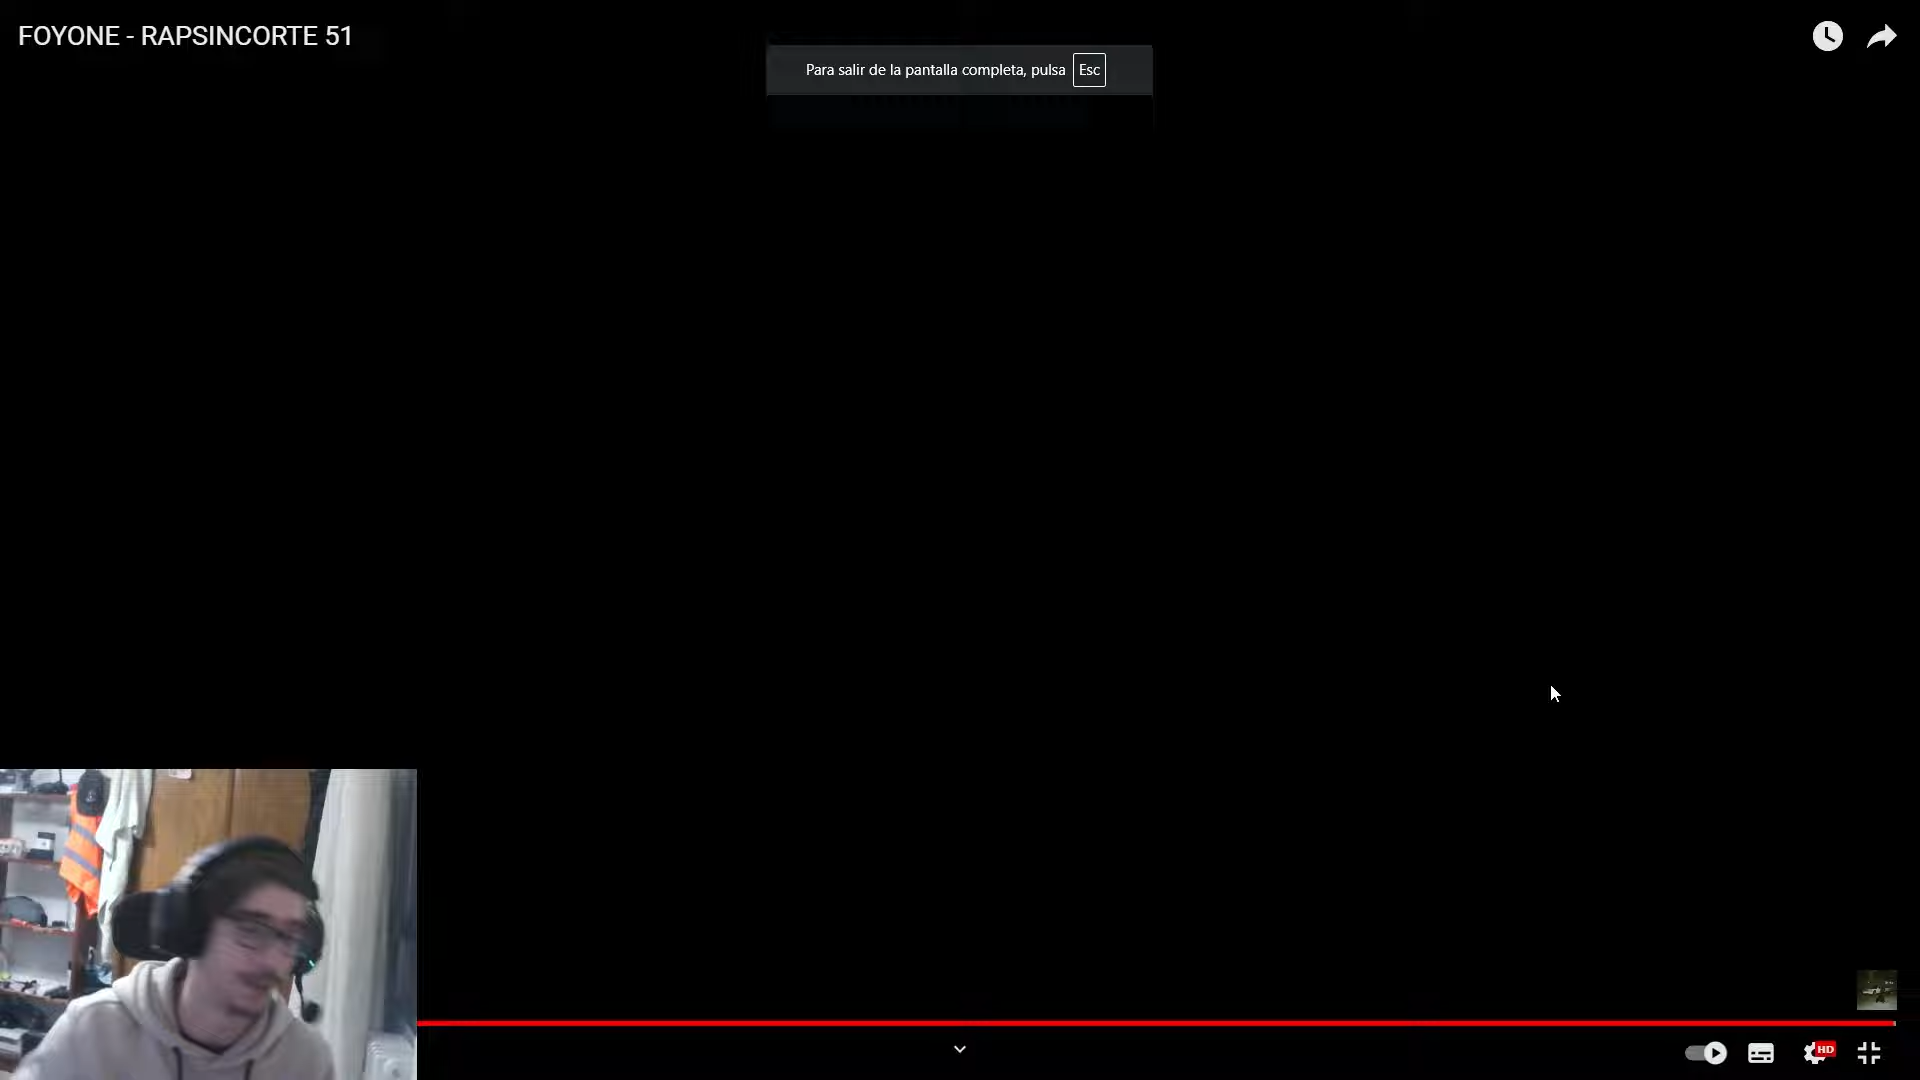 FOYONE - RAPSINCORTE 51
Para salir de la pantalla completa, pulsa Esc
HD